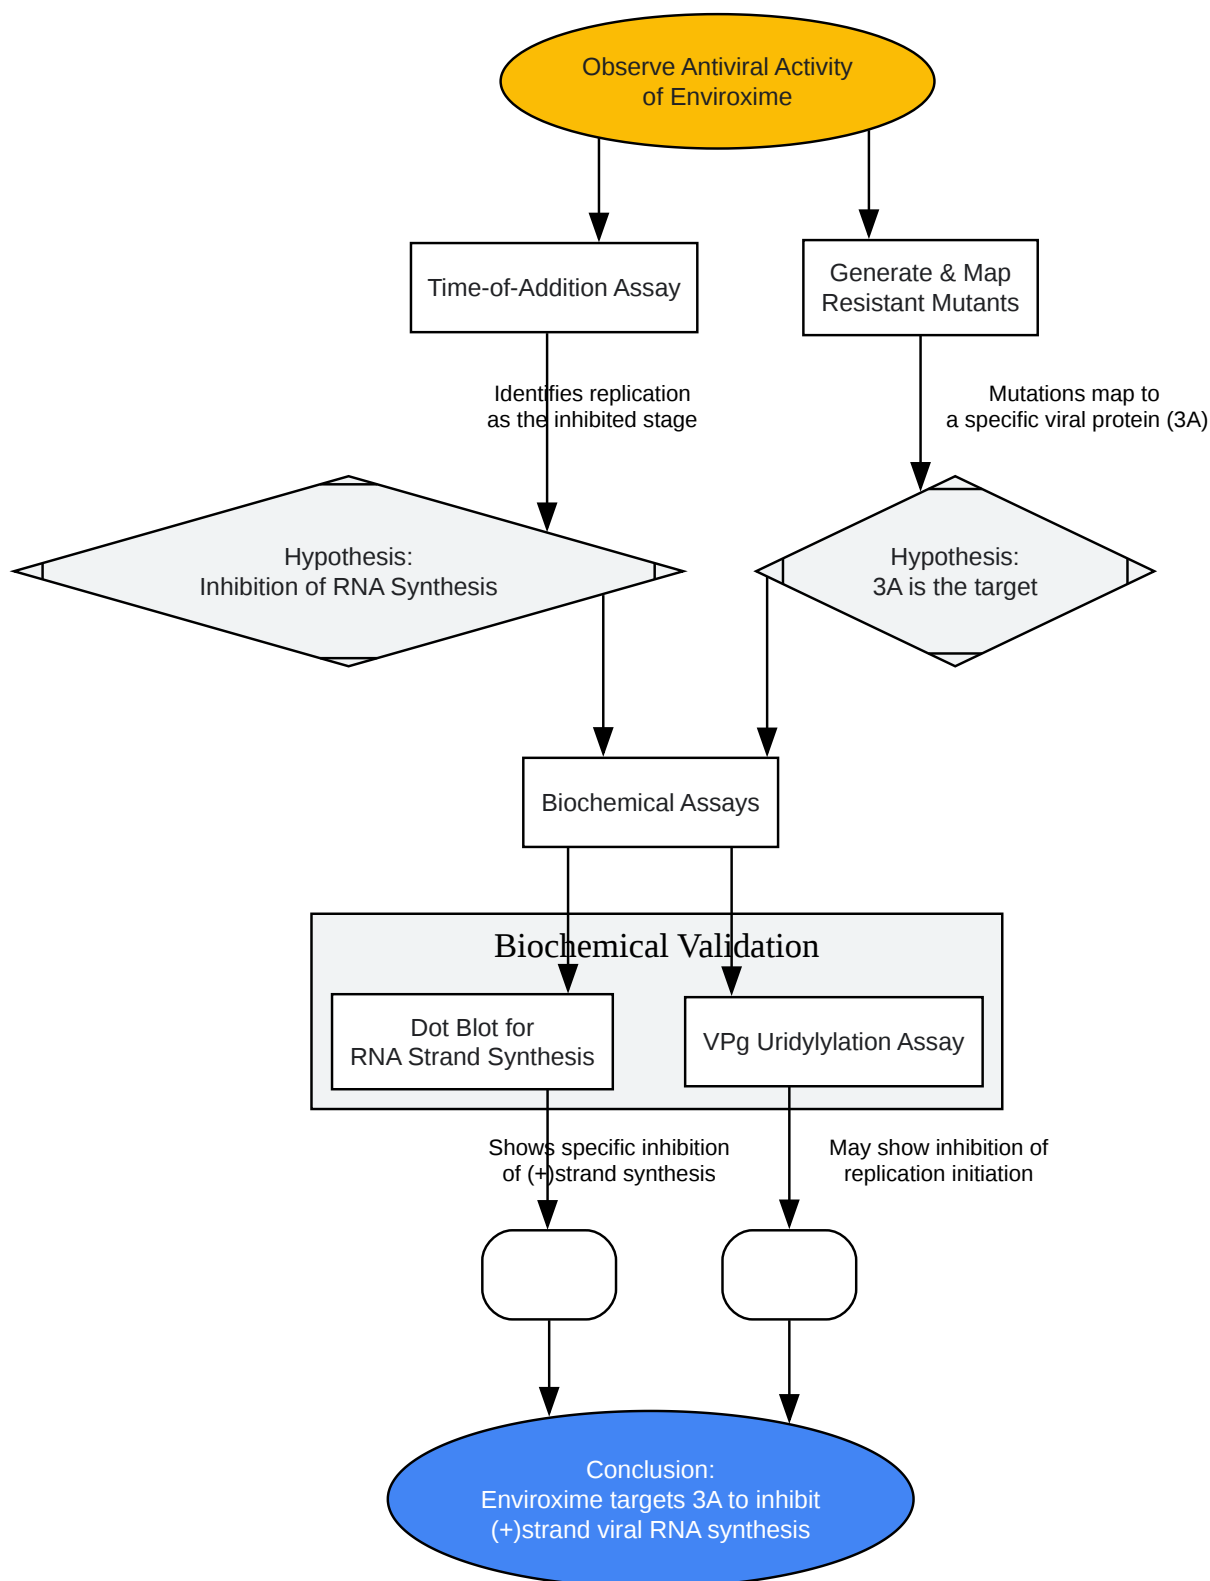 Observe Antiviral Activity
of Enviroxime
Time-of-Addition Assay
Generate & Map
Resistant Mutants
Identifies replication
as the inhibited stage
Mutations map to
a specific viral protein (3A)
Hypothesis:
Inhibition of RNA Synthesis
Hypothesis:
3A is the target
Biochemical Assays
Biochemical Validation
Dot Blot for
RNA Strand Synthesis
VPg Uridylylation Assay
Shows specific inhibition
of (+)strand synthesis
May show inhibition of
replication initiation
Conclusion:
Enviroxime targets 3A to inhibit
(+)strand viral RNA synthesis